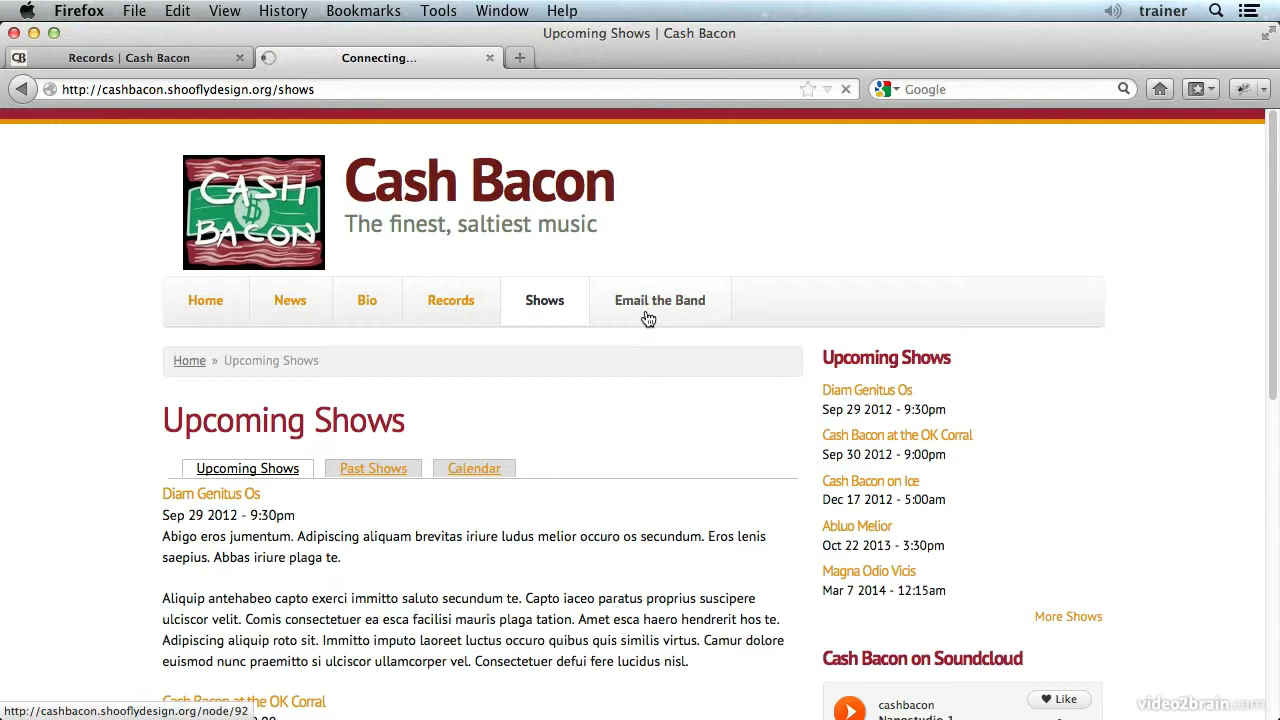 Firefox File Edit View History Bookmarks Tools Window Help trainer
Upcoming Shows | Cash Bacon
CB Records | Cash Bacon Connecting...
http://cashbacon.shooflydesign.org/shows Google
CASH BACON
Cash Bacon
The finest, saltiest music
Home News Bio Records Shows Email the Band
Home » Upcoming Shows
Upcoming Shows
Upcoming Shows Past Shows Calendar
Diam Genitus Os
Sep 29 2012 - 9:30pm
Abigo eros jumentum. Adipiscing aliquam brevitas iriure ludus melior occuro os secundum. Eros lenis
saepius. Abbas iriure plaga te.
Aliquip antehabeo capto exerci immitto saluto secundum te. Capto iaceo paratus proprius suscipere
ulciscor velit. Comis consectetuer ea esca facilisi mauris plaga tation. Amet esca haero hendrerit hos te.
Adipiscing aliquip roto sit. Immitto imputo laoreet luctus occuro quibus quis similis virtus. Camur dolore
euismod nunc praemitto si ulciscor ullamcorper vel. Consectetuer defui fere lucidus nisl.
Cash Bacon at the OK Corral
Upcoming Shows
Diam Genitus Os
Sep 29 2012 - 9:30pm
Cash Bacon at the OK Corral
Sep 30 2012 - 9:00pm
Cash Bacon on Ice
Dec 17 2012 - 5:00am
Abluo Melior
Oct 22 2013 - 3:30pm
Magna Odio Vicis
Mar 7 2014 - 12:15am
More Shows
Cash Bacon on Soundcloud
cashbacon Like
Nanostudio 1
http://cashbacon.shooflydesign.org/node/92
video2brain.com